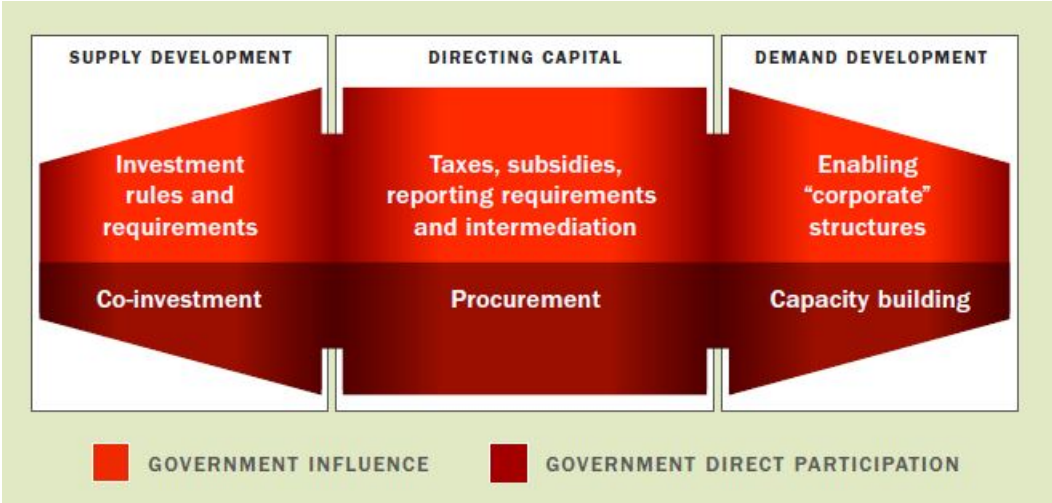 SUPPLY DEVELOPMENT
DIRECTING CAPITAL
DEMAND DEVELOPMENT
Investment
rules and
requirements
Taxes, subsidies,
reporting requirements
and intermediation
Enabling
“corporate”
structures
Co-investment
Procurement
Capacity building
GOVERNMENT INFLUENCE
GOVERNMENT DIRECT PARTICIPATION